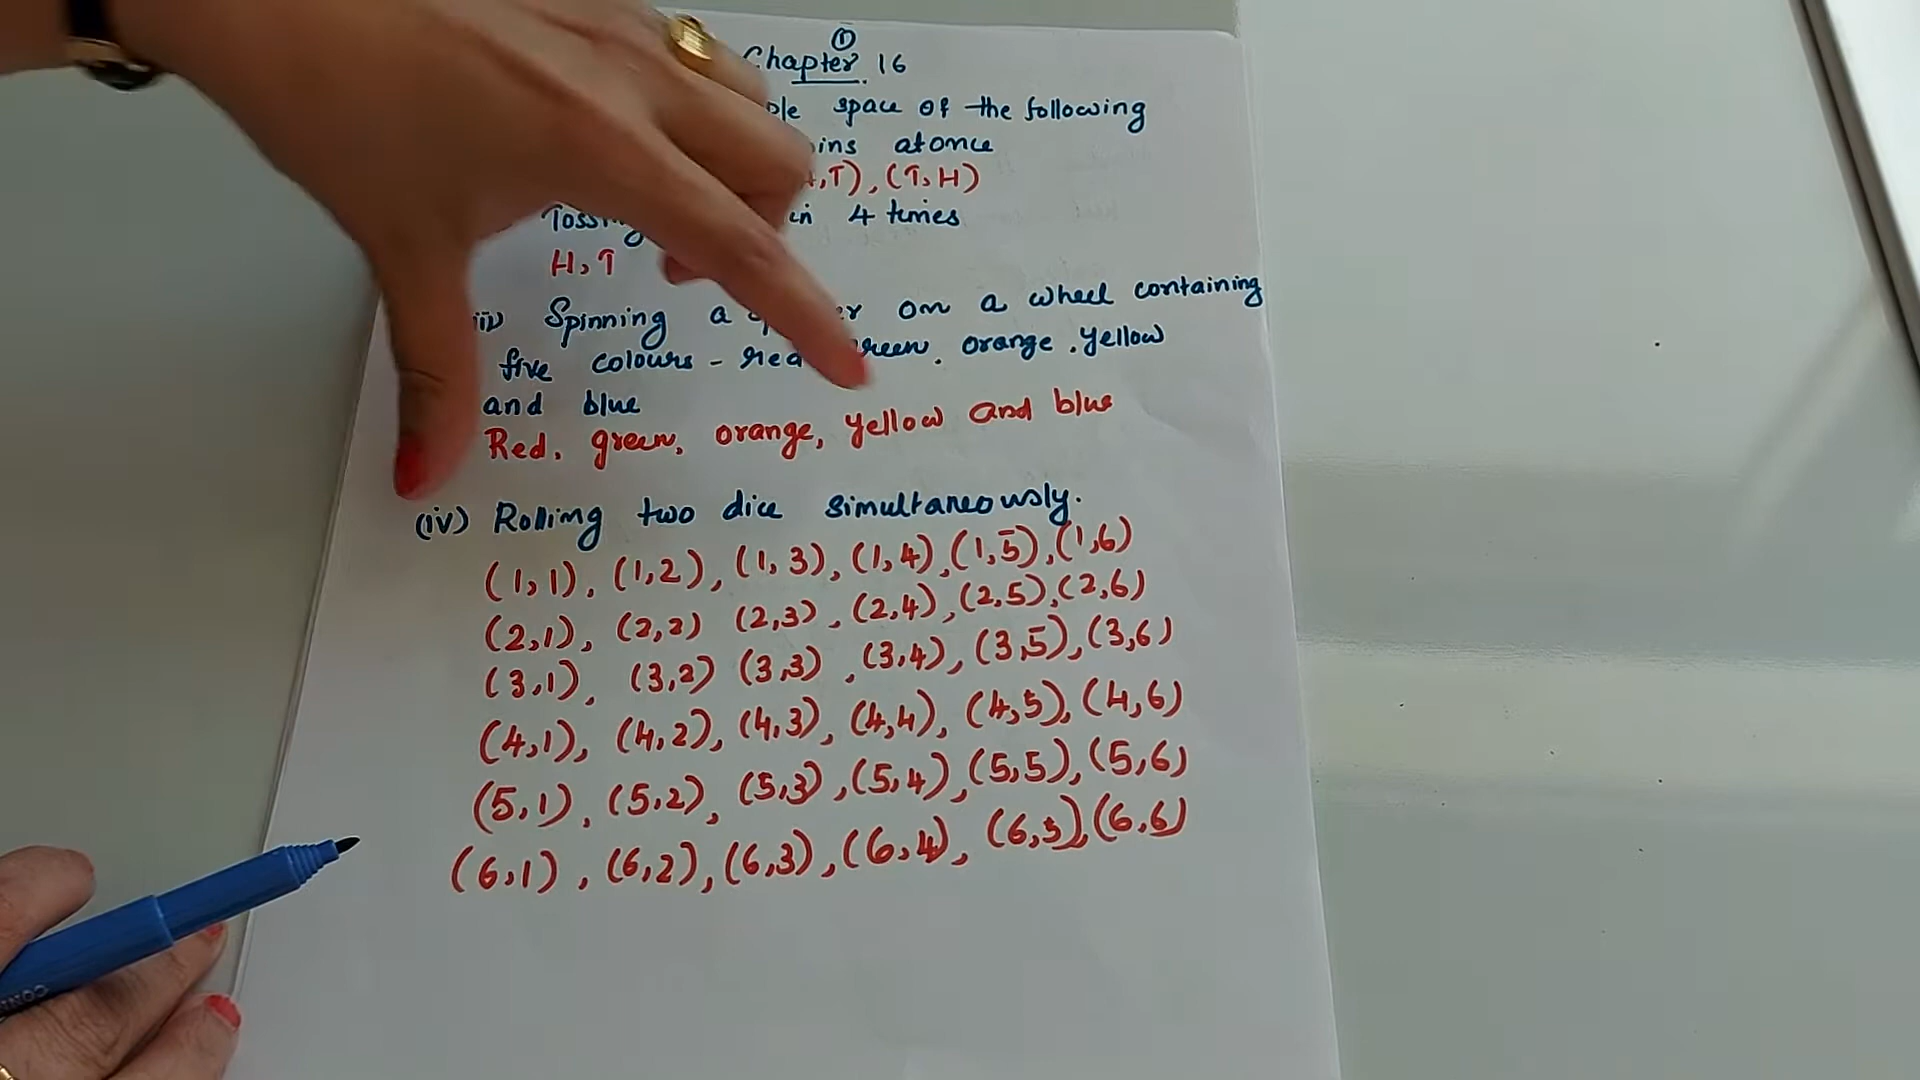 ①
Chapter 16
space of the following
at once
,T), (T,H)
4 times
H, T
iii) Spinning a on a wheel containing
five colours - red green, orange, yellow
and blue
Red, green, orange, yellow and blue
(iv) Rolling two dice simultaneously.
(1,1), (1,2), (1,3), (1,4), (1,5), (1,6)
(2,1), (2,2) (2,3), (2,4), (2,5), (2,6)
(3,1), (3,2) (3,3), (3,4), (3,5), (3,6)
(4,1), (4,2), (4,3), (4,4), (4,5), (4,6)
(5,1), (5,2), (5,3), (5,4), (5,5), (5,6)
(6,1), (6,2), (6,3), (6,4), (6,5), (6,6)